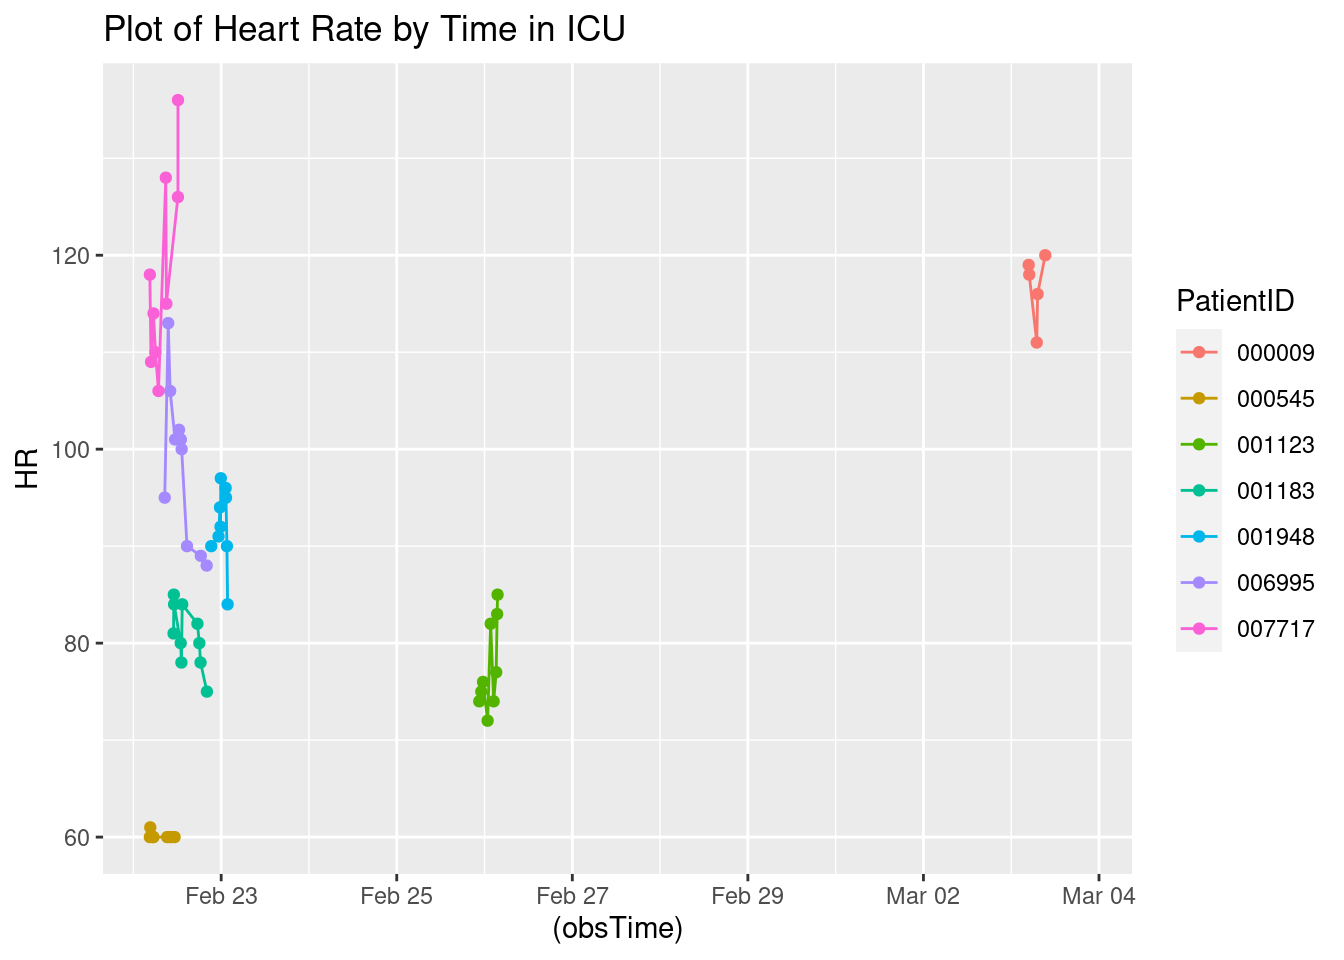 Plot of Heart Rate by Time in ICU
HR
120
100
80
60
Feb 23
Feb 25
Feb 27
Feb 29
Mar 02
Mar 04
(obsTime)
PatientID
000009
000545
001123
001183
001948
006995
007717